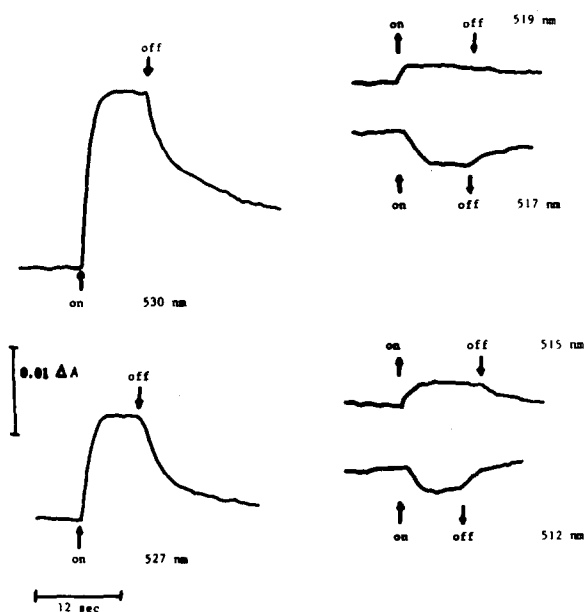 off
on 530 nm
on off 519 nm
on off 517 nm
0.01 ΔA
off
on 527 nm
12 sec
on off 515 nm
on off 512 nm